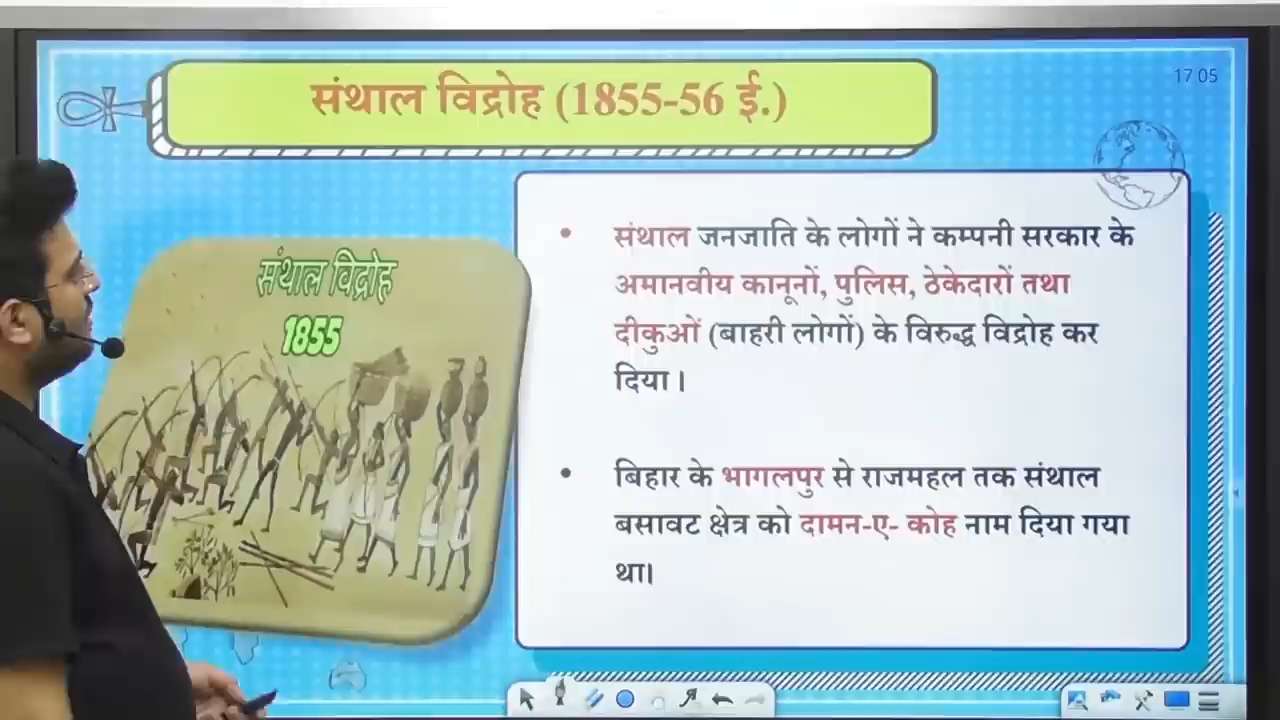 संथाल विद्रोह (1855-56 ई.)
17 05
संथाल विद्रोह
1855
• संथाल जनजाति के लोगों ने कम्पनी सरकार के
अमानवीय कानूनों, पुलिस, ठेकेदारों तथा
दीकुओं (बाहरी लोगों) के विरुद्ध विद्रोह कर
दिया ।
• बिहार के भागलपुर से राजमहल तक संथाल
बसावट क्षेत्र को दामन-ए- कोह नाम दिया गया
था।